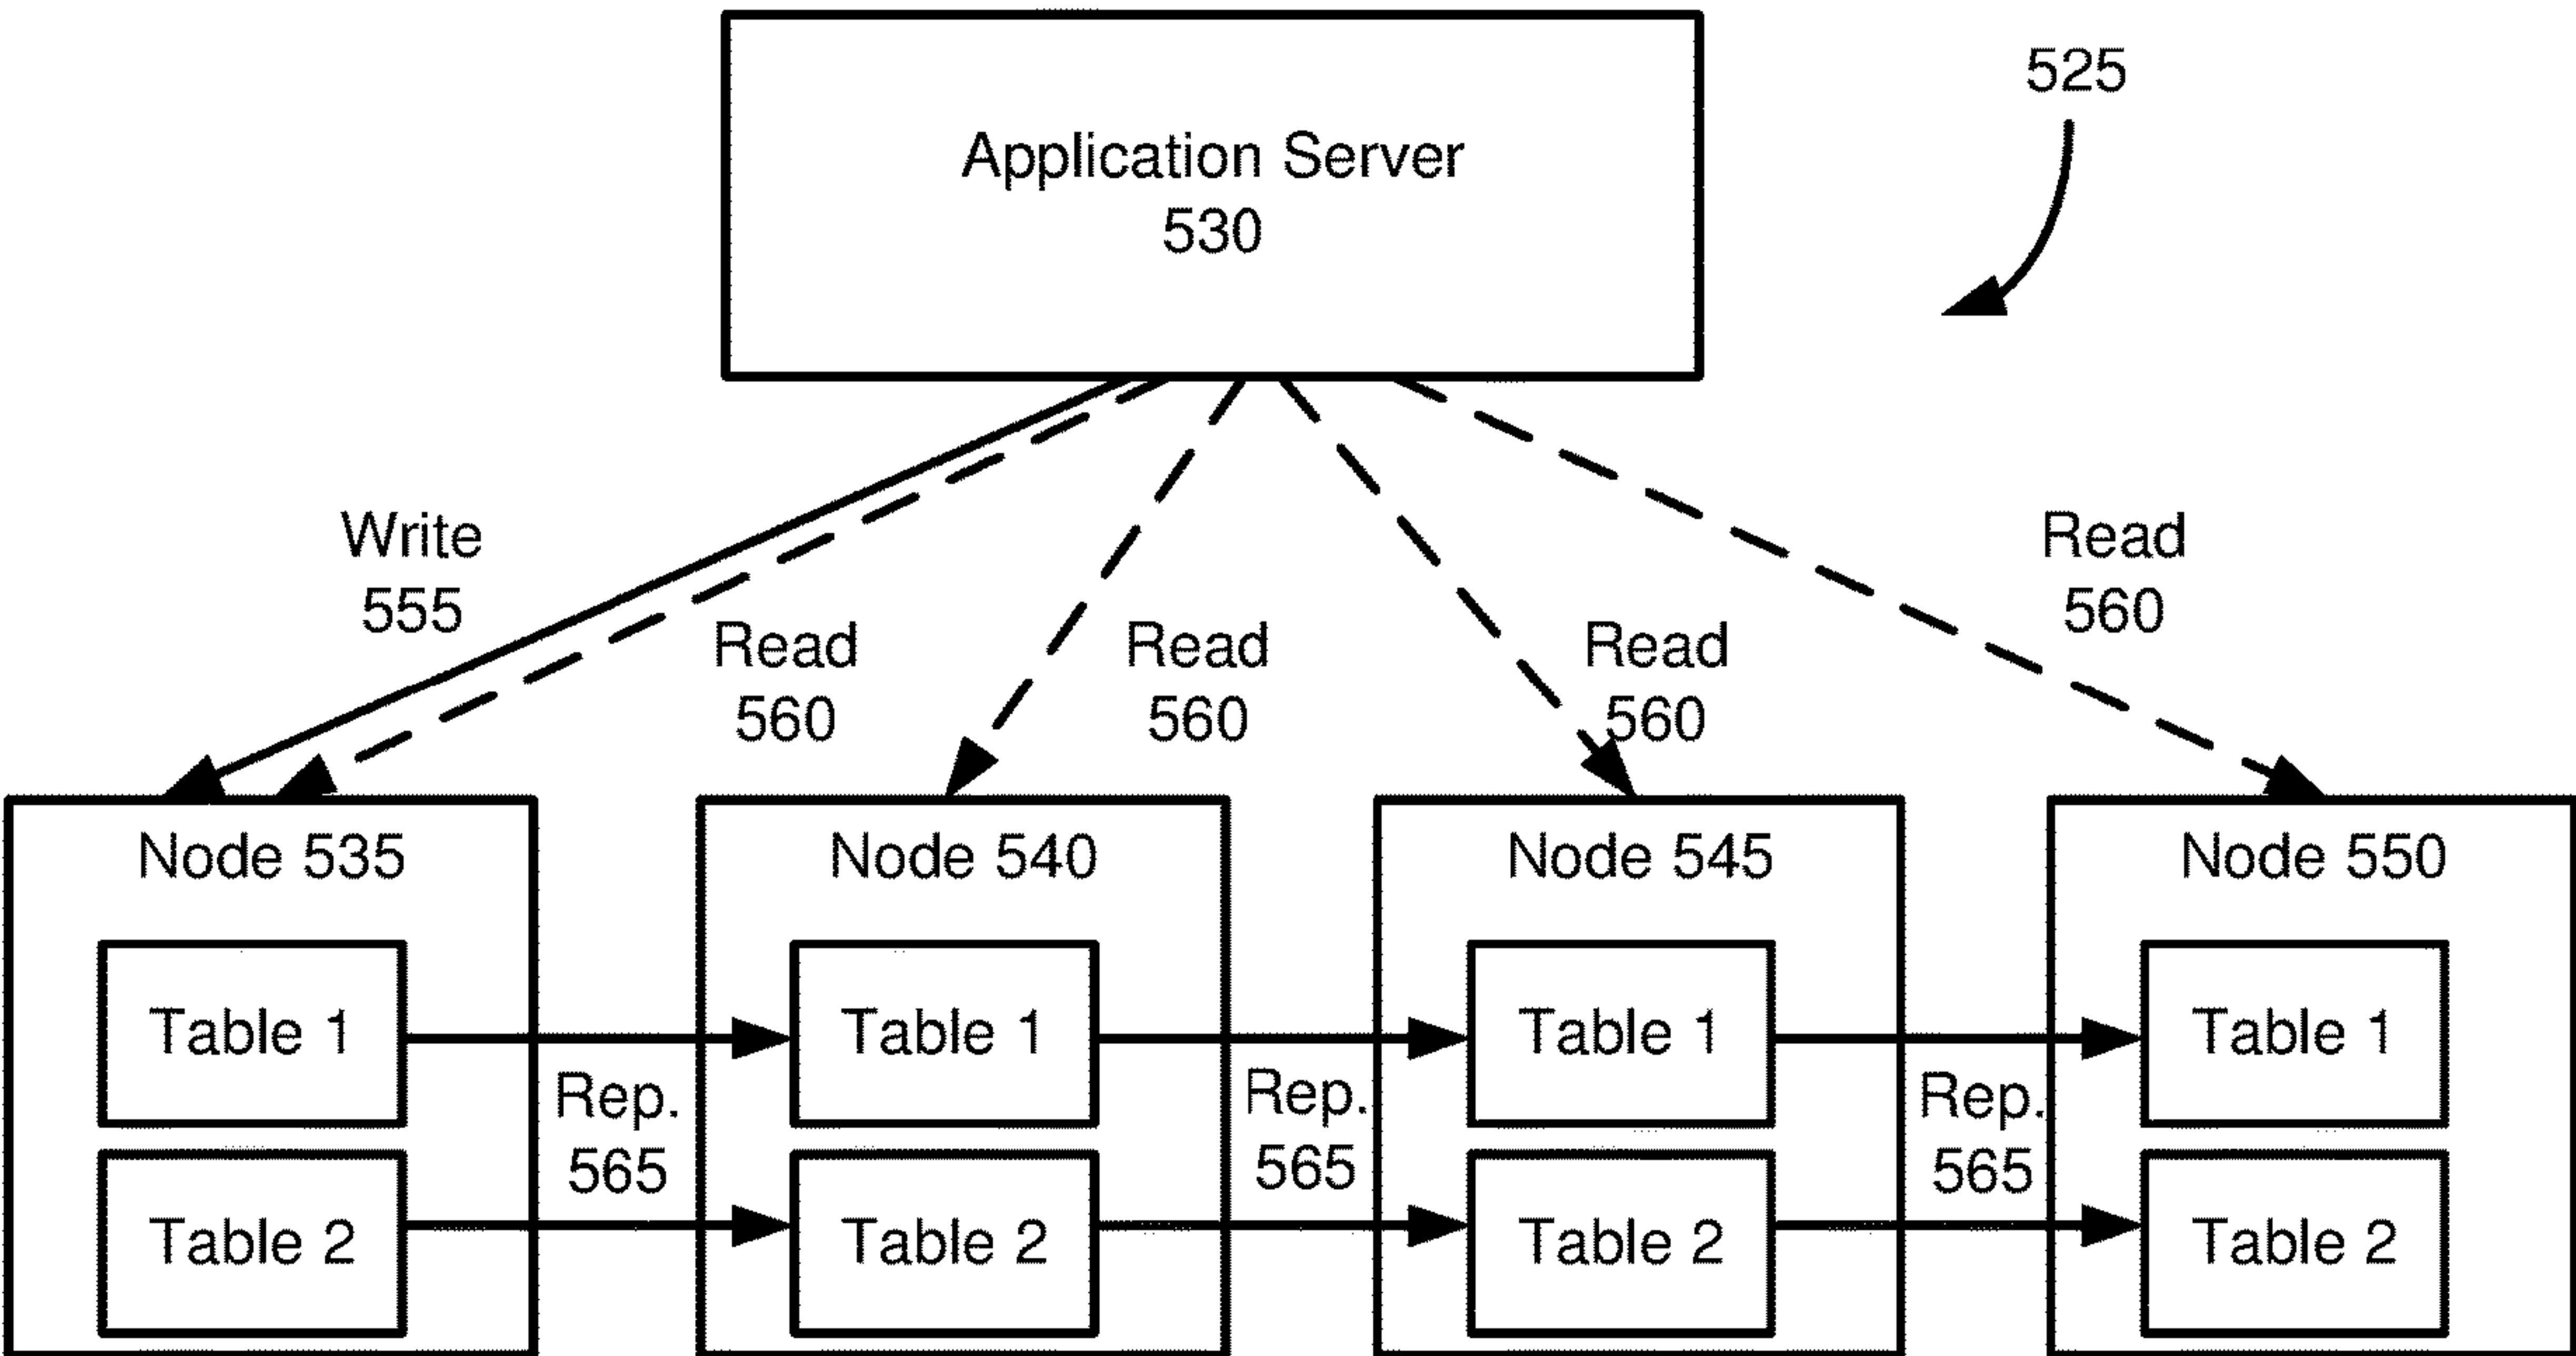 Application Server
530
525
Write
555
Read
560
Read
560
Read
560
Read
560
Node 535
Node 540
Node 545
Node 550
Table 1
Table 1
Table 1
Table 1
Rep.
565
Rep.
565
Rep.
565
Table 2
Table 2
Table 2
Table 2